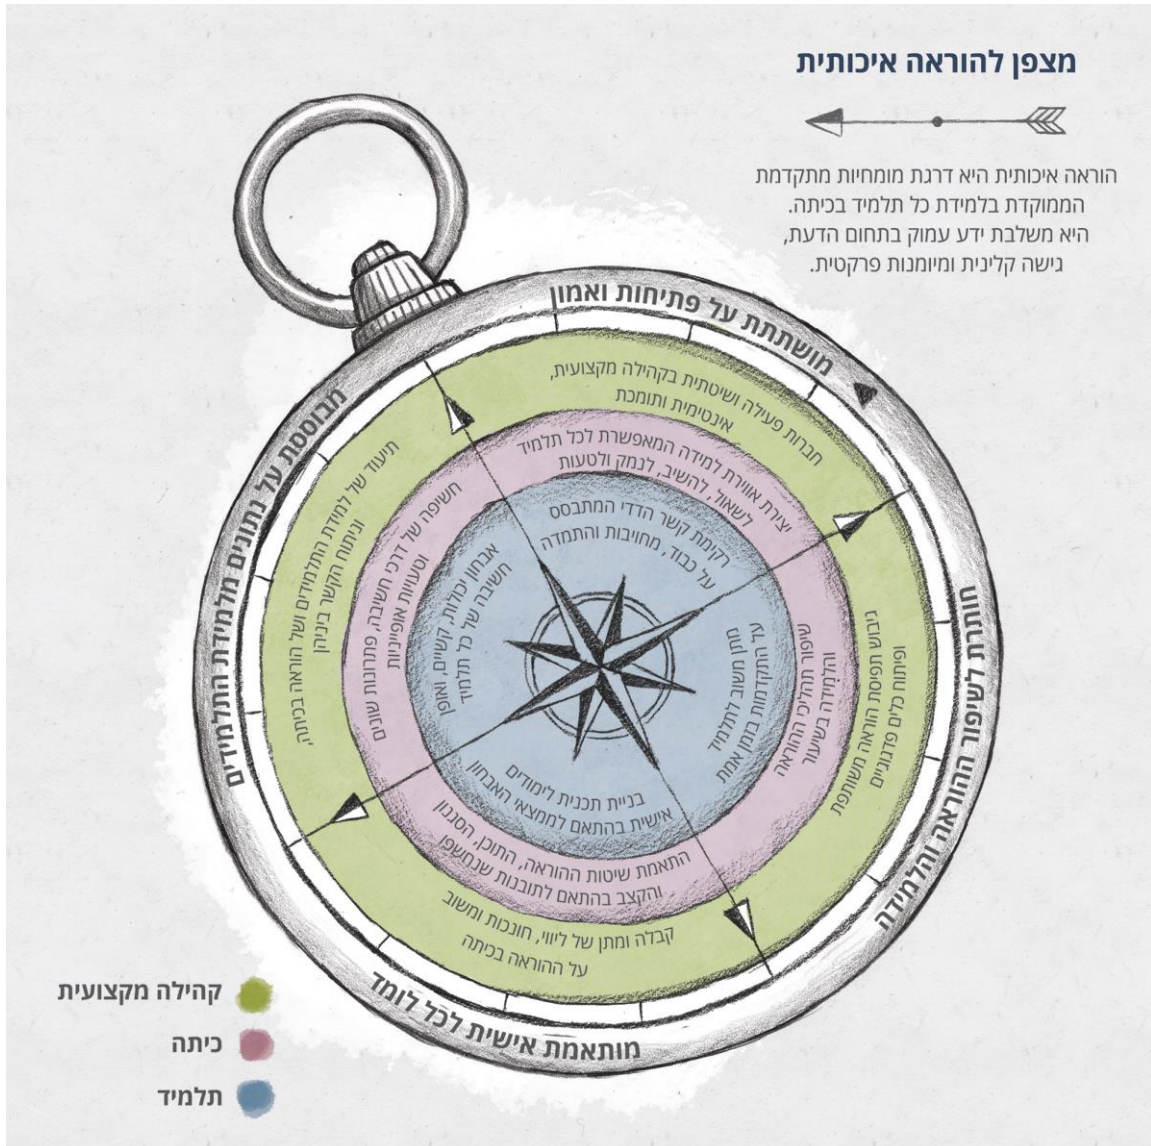 מצפן להוראה איכותית
הוראה איכותית היא דרגת מומחיות מתקדמת
הממוקדת בלמידת כל תלמיד בכיתה.
היא משלבת ידע עמוק בתחום הדעת,
גישה קלינית ומיומנות פרקטית.
מושתתת על פתיחות ואמון
חברות פעילה ושיטתית בקהילה מקצועית,
אינטימית ותומכת
יצירת אווירת למידה המאפשרת לכל תלמיד
לשאול, להשיב, לנמק ולטעות
רקימת קשר הדדי המתבסס
על כבוד, מחויבות והתמדה
חותרת לשיפור ההוראה והלמידה
גיבוש תפיסת הוראה משותפת
ופיתוח כלים פדגוגיים
שיפור תהליכי ההוראה
והלמידה בשיעור
מתן משוב לתלמיד
על התקדמות בזמן אמת
מותאמת אישית לכל לומד
בניית תכנית לימודים
אישית בהתאם לממצאי האבחון
התאמת שיטות ההוראה, התוכן, הסגנון
והקצב בהתאם לתובנות שנחשפו
קבלה ומתן של ליווי, חונכות ומשוב
על ההוראה בכיתה
מבוססת על נתונים מלמידת התלמידים
תיעוד של למידת התלמידים ושל הוראה בכיתה,
וניתוח הקשר ביניהן
חשיפה של דרכי חשיבה, פתרונות שונים
וטעויות אופייניות
אבחון יכולות, קשיים, ואופן
חשיבה של כל תלמיד
קהילה מקצועית
כיתה
תלמיד